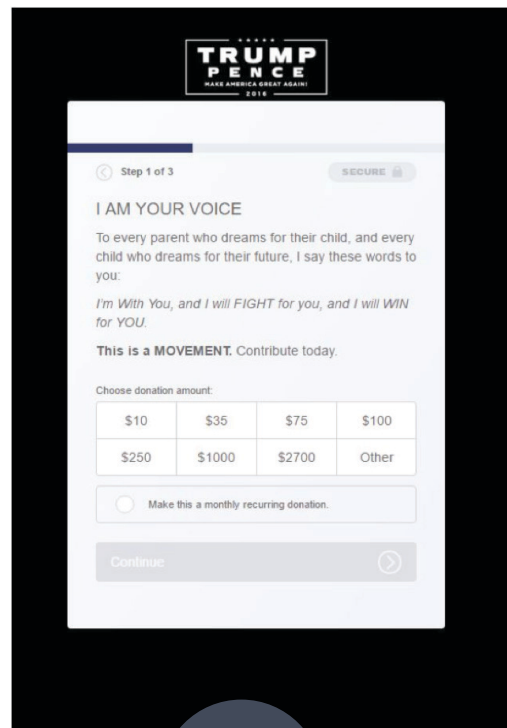 TRUMP
PENCE
MAKE AMERICA GREAT AGAIN!
2016
Step 1 of 3
SECURE
I AM YOUR VOICE
To every parent who dreams for their child, and every
child who dreams for their future, I say these words to
you:
I'm With You, and I will FIGHT for you, and I will WIN
for YOU.
This is a MOVEMENT. Contribute today.
Choose donation amount:
$10 $35 $75 $100
$250 $1000 $2700 Other
Make this a monthly recurring donation.
Continue